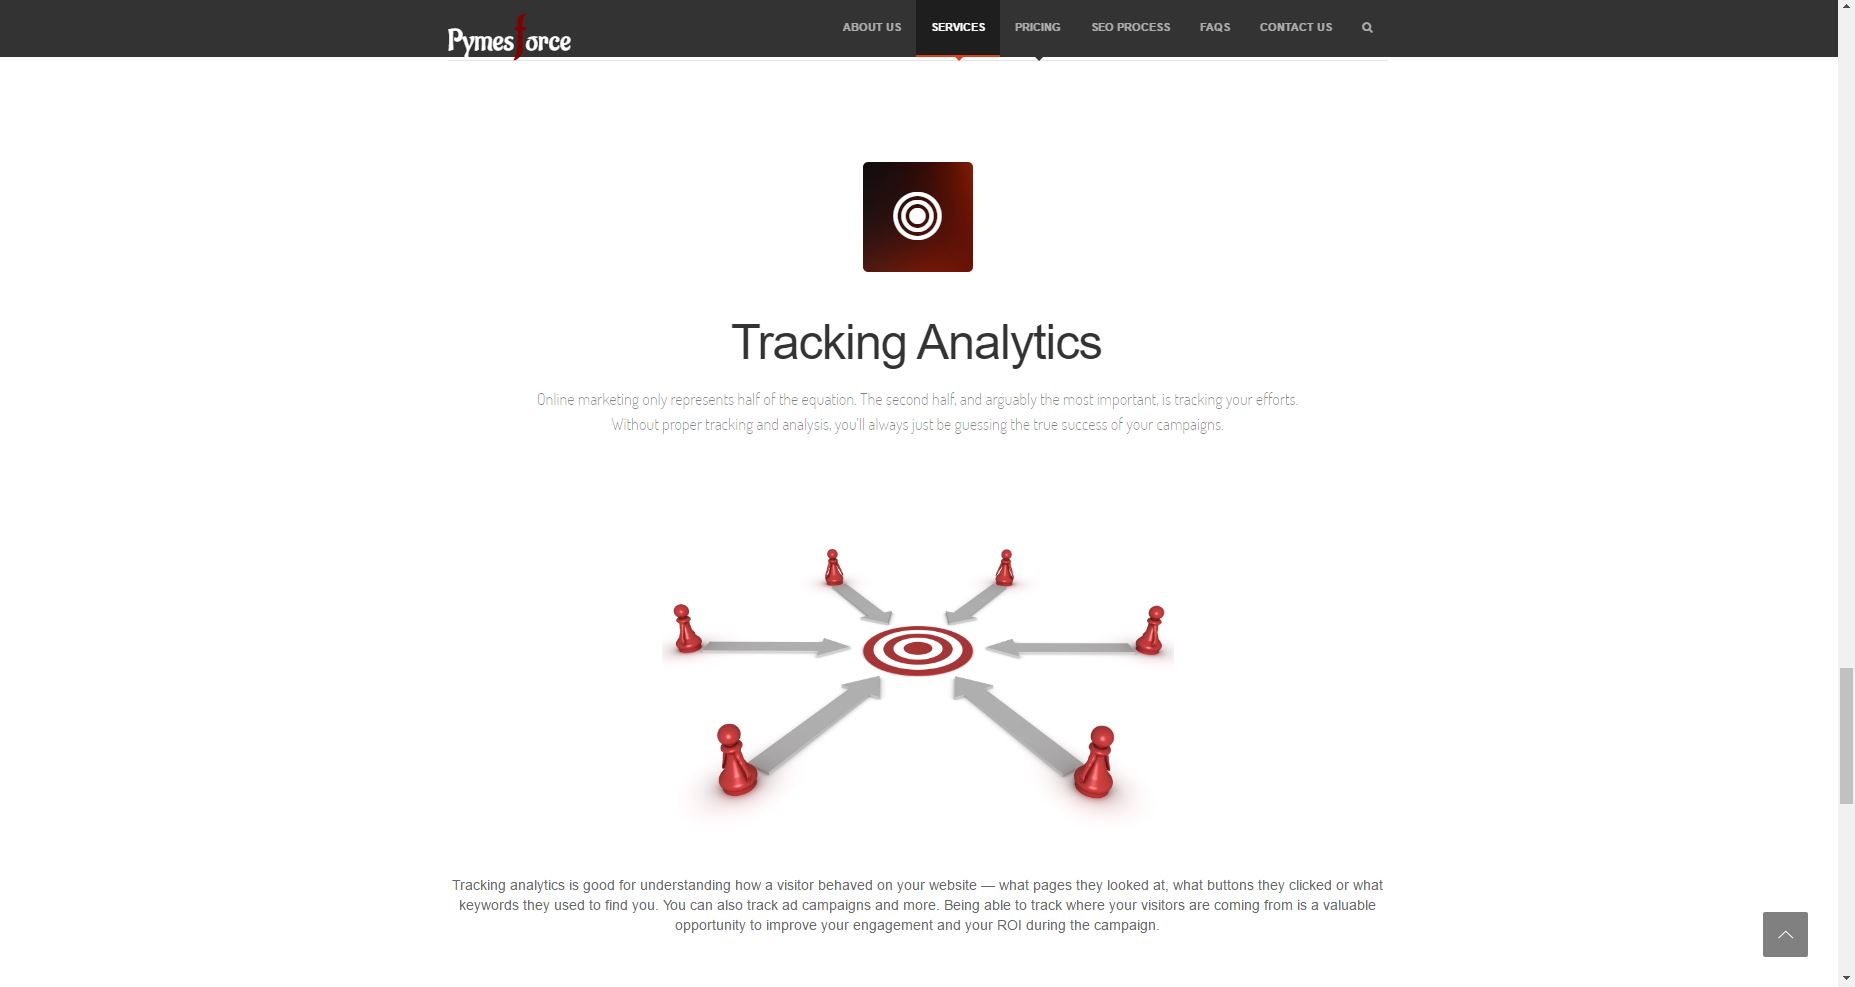 Pymesforce
ABOUT US
SERVICES
PRICING
SEO PROCESS
FAQS
CONTACT US
Tracking Analytics
Online marketing only represents half of the equation. The second half, and arguably the most important, is tracking your efforts.
Without proper tracking and analysis, you'll always just be guessing the true success of your campaigns.
Tracking analytics is good for understanding how a visitor behaved on your website — what pages they looked at, what buttons they clicked or what
keywords they used to find you. You can also track ad campaigns and more. Being able to track where your visitors are coming from is a valuable
opportunity to improve your engagement and your ROI during the campaign.